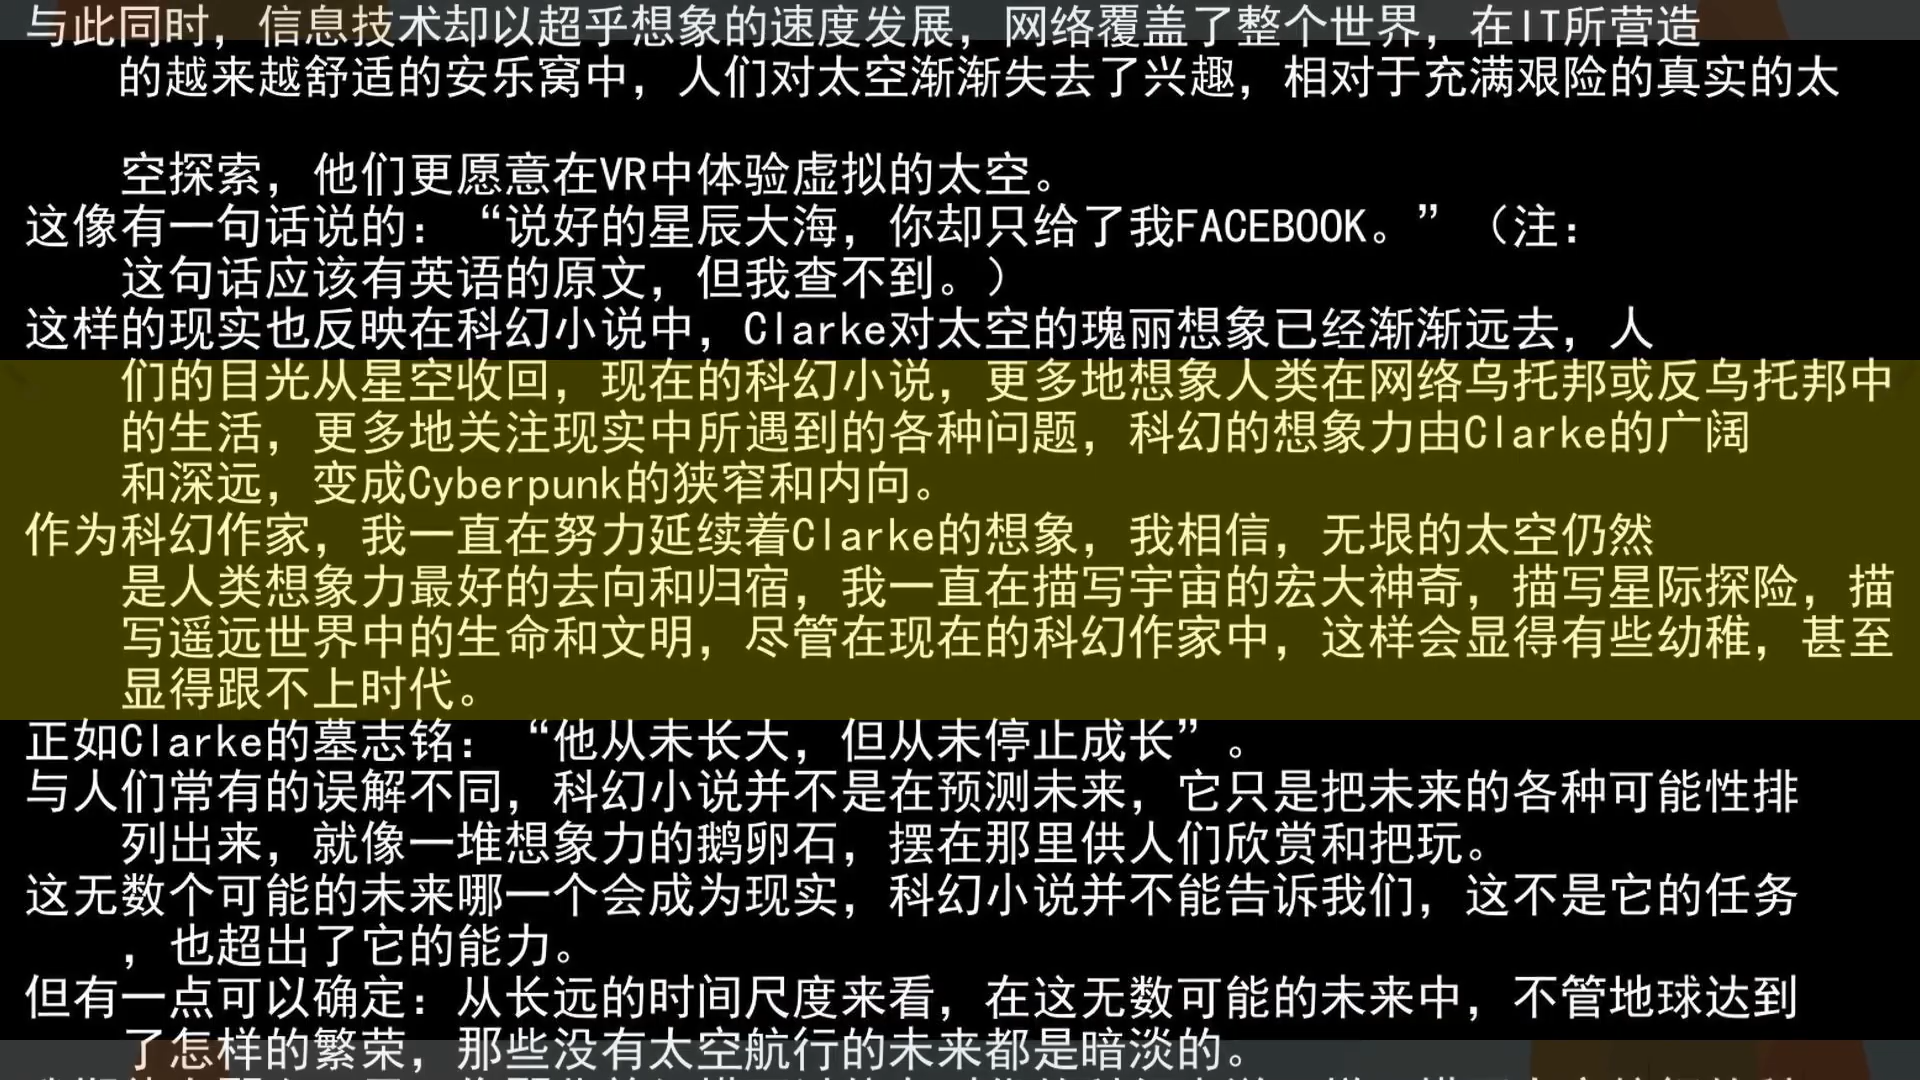 与此同时，信息技术却以超乎想象的速度发展，网络覆盖了整个世界，在IT所营造
的越来越舒适的安乐窝中，人们对太空渐渐失去了兴趣，相对于充满艰险的真实的太
空探索，他们更愿意在VR中体验虚拟的太空。
这像有一句话说的：“说好的星辰大海，你却只给了我FACEBOOK。”（注：
这句话应该有英语的原文，但我查不到。）
这样的现实也反映在科幻小说中，Clarke对太空的瑰丽想象已经渐渐远去，人
们的目光从星空收回，现在的科幻小说，更多地想象人类在网络乌托邦或反乌托邦中
的生活，更多地关注现实中所遇到的各种问题，科幻的想象力由Clarke的广阔
和深远，变成Cyberpunk的狭窄和内向。
作为科幻作家，我一直在努力延续着Clarke的想象，我相信，无垠的太空仍然
是人类想象力最好的去向和归宿，我一直在描写宇宙的宏大神奇，描写星际探险，描
写遥远世界中的生命和文明，尽管在现在的科幻作家中，这样会显得有些幼稚，甚至
显得跟不上时代。
正如Clarke的墓志铭：“他从未长大，但从未停止成长”。
与人们常有的误解不同，科幻小说并不是在预测未来，它只是把未来的各种可能性排
列出来，就像一堆想象力的鹅卵石，摆在那里供人们欣赏和把玩。
这无数个可能的未来哪一个会成为现实，科幻小说并不能告诉我们，这不是它的任务
，也超出了它的能力。
但有一点可以确定：从长远的时间尺度来看，在这无数可能的未来中，不管地球达到
了怎样的繁荣，那些没有太空航行的未来都是暗淡的。